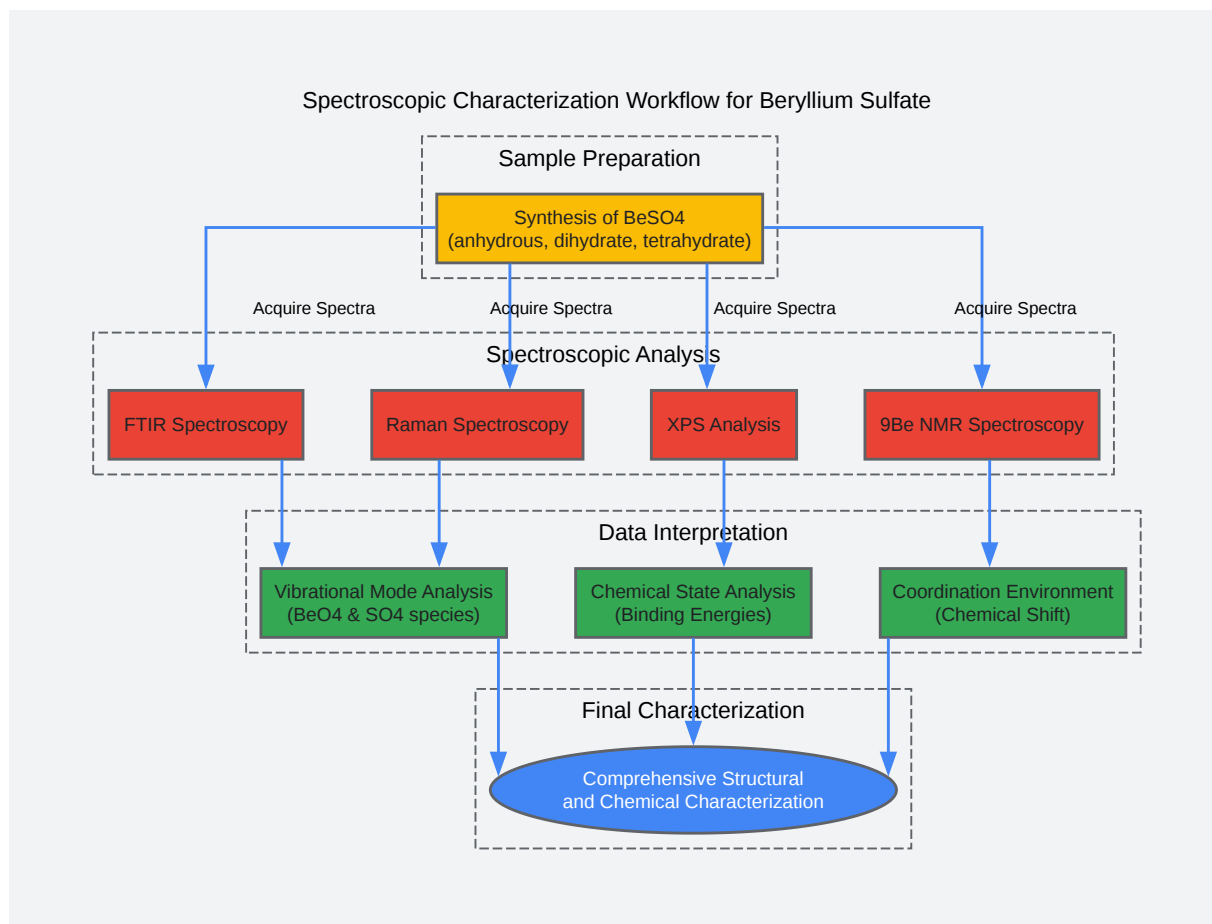 Spectroscopic Characterization Workflow for Beryllium Sulfate
Sample Preparation
Synthesis of BeSO4
(anhydrous, dihydrate, tetrahydrate)
Acquire Spectra
Acquire Spectra
Acquire Spectra
Acquire Spectra
Spectroscopic Analysis
FTIR Spectroscopy
Raman Spectroscopy
XPS Analysis
9Be NMR Spectroscopy
Data Interpretation
Vibrational Mode Analysis
(BeO4 & SO4 species)
Chemical State Analysis
(Binding Energies)
Coordination Environment
(Chemical Shift)
Final Characterization
Comprehensive Structural
and Chemical Characterization